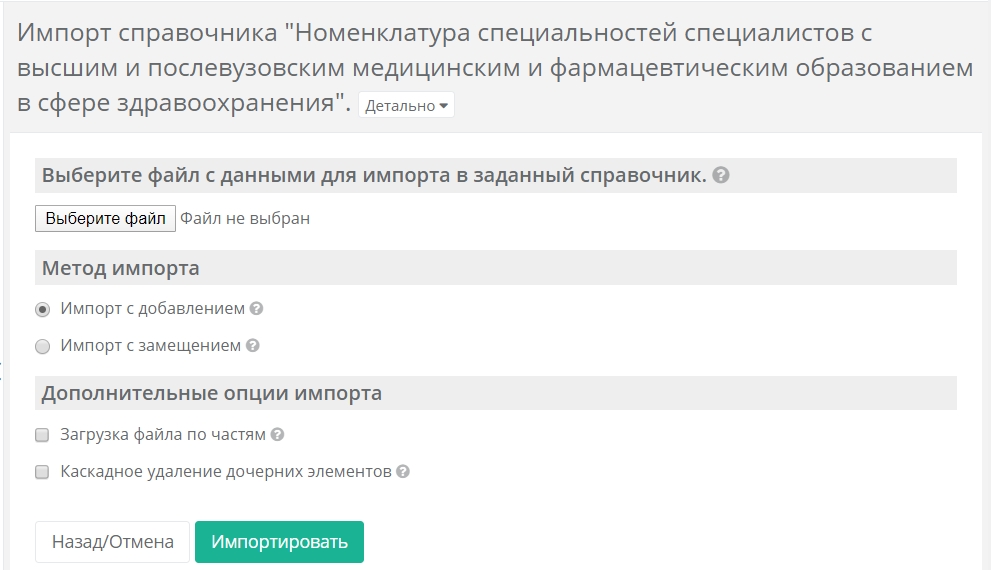 Импорт справочника "Номенклатура специальностей специалистов с
высшим и послевузовским медицинским и фармацевтическим образованием
в сфере здравоохранения". Детально
Выберите файл с данными для импорта в заданный справочник. ?
Выберите файл Файл не выбран
Метод импорта
Импорт с добавлением ?
Импорт с замещением ?
Дополнительные опции импорта
Загрузка файла по частям ?
Каскадное удаление дочерних элементов ?
Назад/Отмена Импортировать